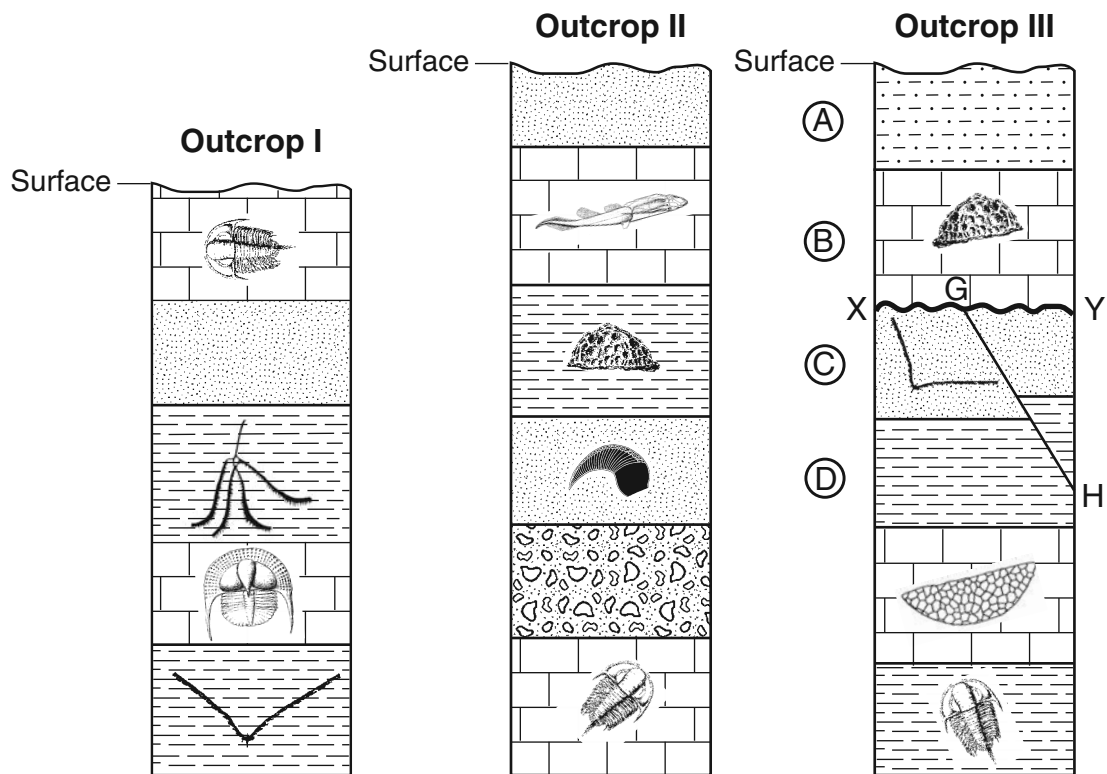 Outcrop I
Surface
Outcrop II
Surface
Outcrop III
Surface
A
B
G
X
Y
C
D
H